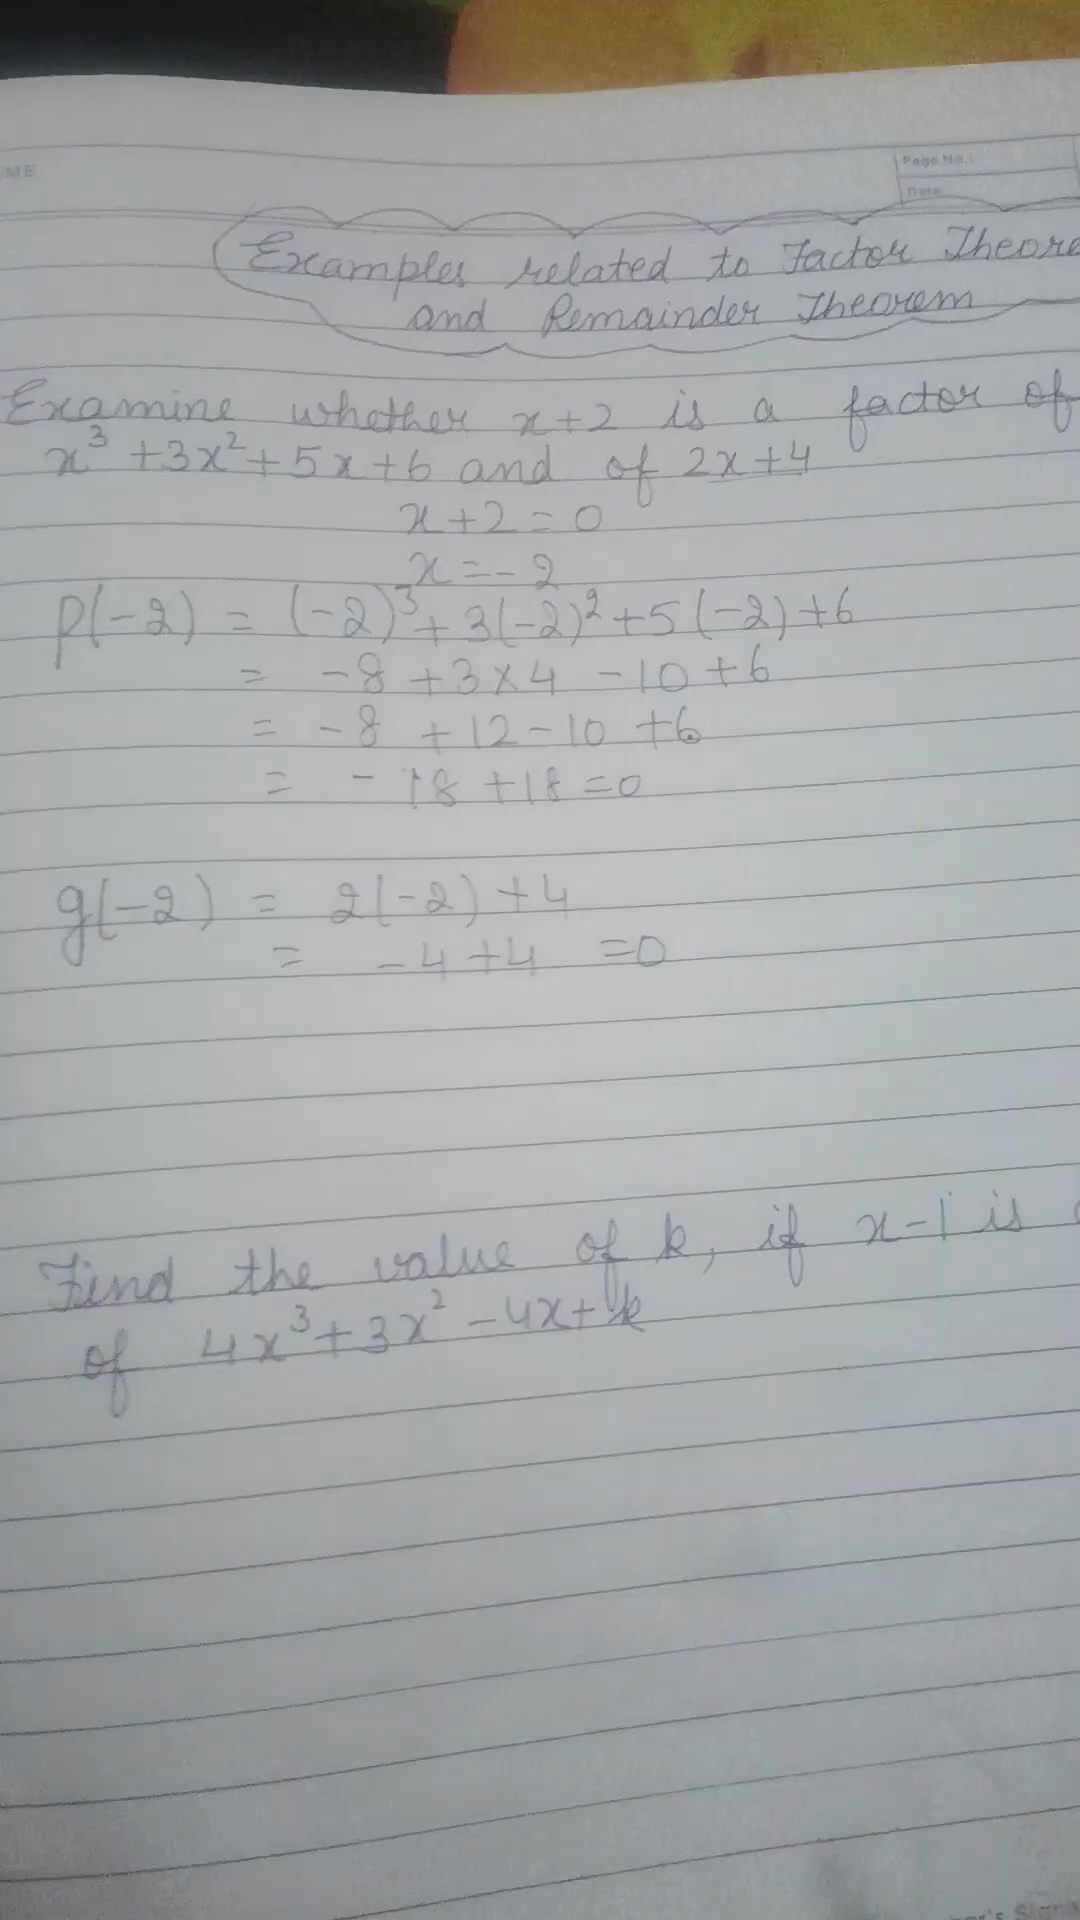 ME
Page No.:
Date
Examples related to Factor Theore
and Remainder Theorem
Examine whether x+2 is a factor of
x³ +3x²+5x+6 and of 2x+4
x+2=0
x=-2
p(-2) = (-2)³+3(-2)²+5(-2)+6
= -8 +3×4 -10+6
= -8 +12-10 +6
= - 18 +18 =0
g(-2) = 2(-2) +4
= -4+4 =0
Find the value of k, if x-1 is
of 4x³+3x²-4x+k